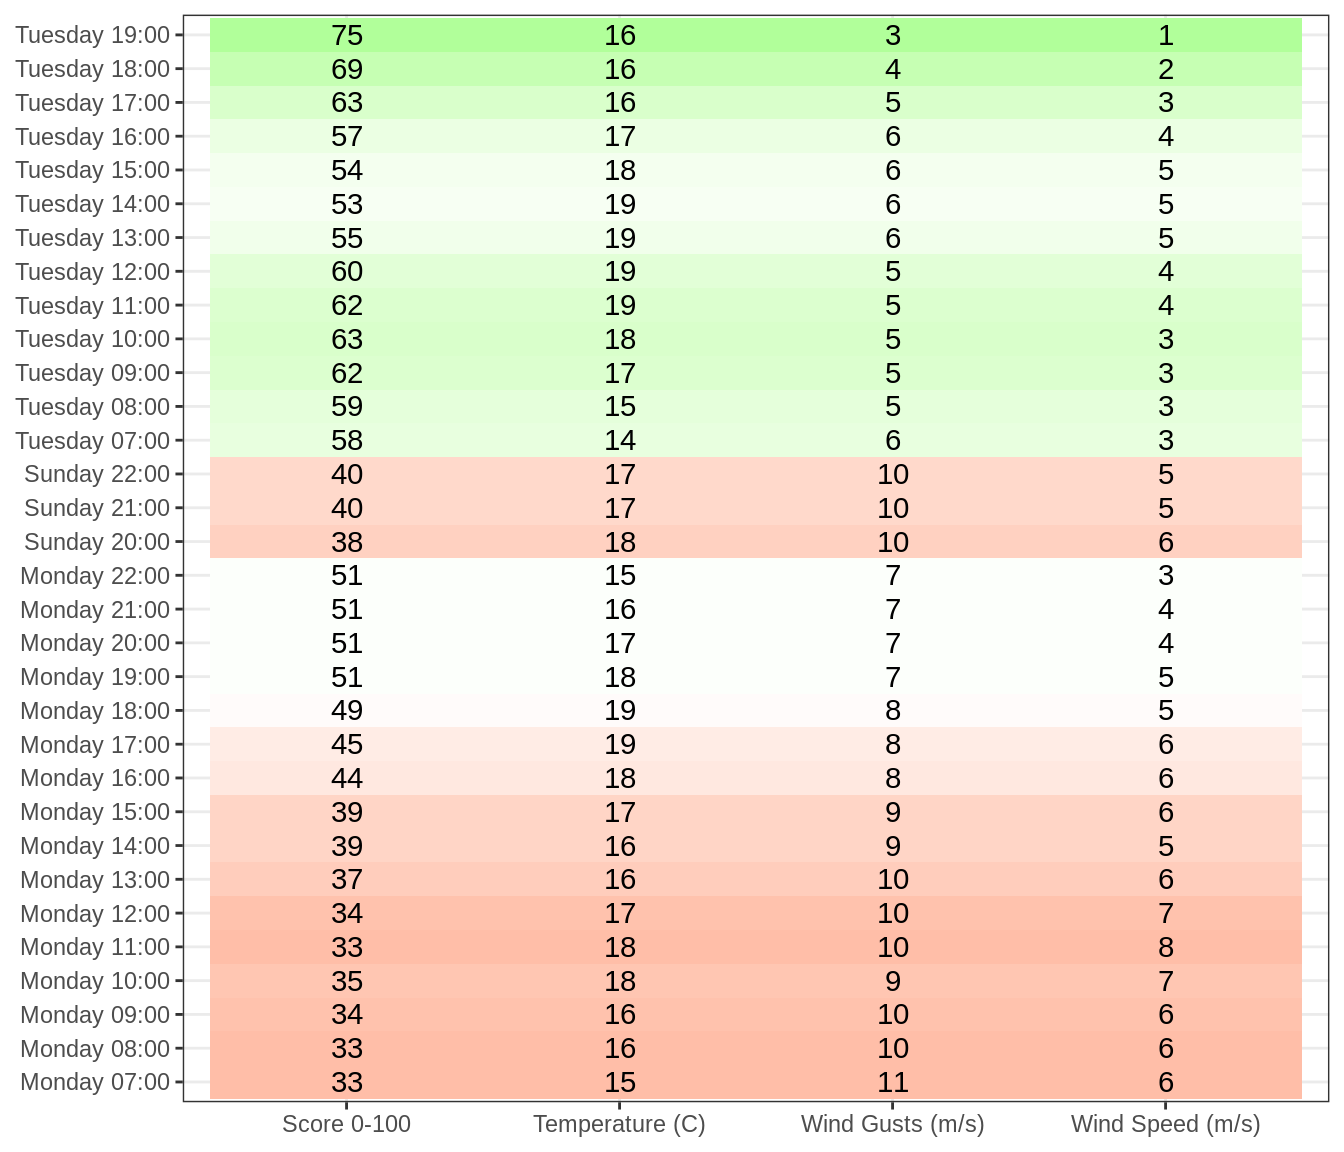 Tuesday 19:00 75 16 3 1
Tuesday 18:00 69 16 4 2
Tuesday 17:00 63 16 5 3
Tuesday 16:00 57 17 6 4
Tuesday 15:00 54 18 6 5
Tuesday 14:00 53 19 6 5
Tuesday 13:00 55 19 6 5
Tuesday 12:00 60 19 5 4
Tuesday 11:00 62 19 5 4
Tuesday 10:00 63 18 5 3
Tuesday 09:00 62 17 5 3
Tuesday 08:00 59 15 5 3
Tuesday 07:00 58 14 6 3
Sunday 22:00 40 17 10 5
Sunday 21:00 40 17 10 5
Sunday 20:00 38 18 10 6
Monday 22:00 51 15 7 3
Monday 21:00 51 16 7 4
Monday 20:00 51 17 7 4
Monday 19:00 51 18 7 5
Monday 18:00 49 19 8 5
Monday 17:00 45 19 8 6
Monday 16:00 44 18 8 6
Monday 15:00 39 17 9 6
Monday 14:00 39 16 9 5
Monday 13:00 37 16 10 6
Monday 12:00 34 17 10 7
Monday 11:00 33 18 10 8
Monday 10:00 35 18 9 7
Monday 09:00 34 16 10 6
Monday 08:00 33 16 10 6
Monday 07:00 33 15 11 6
Score 0-100 Temperature (C) Wind Gusts (m/s) Wind Speed (m/s)